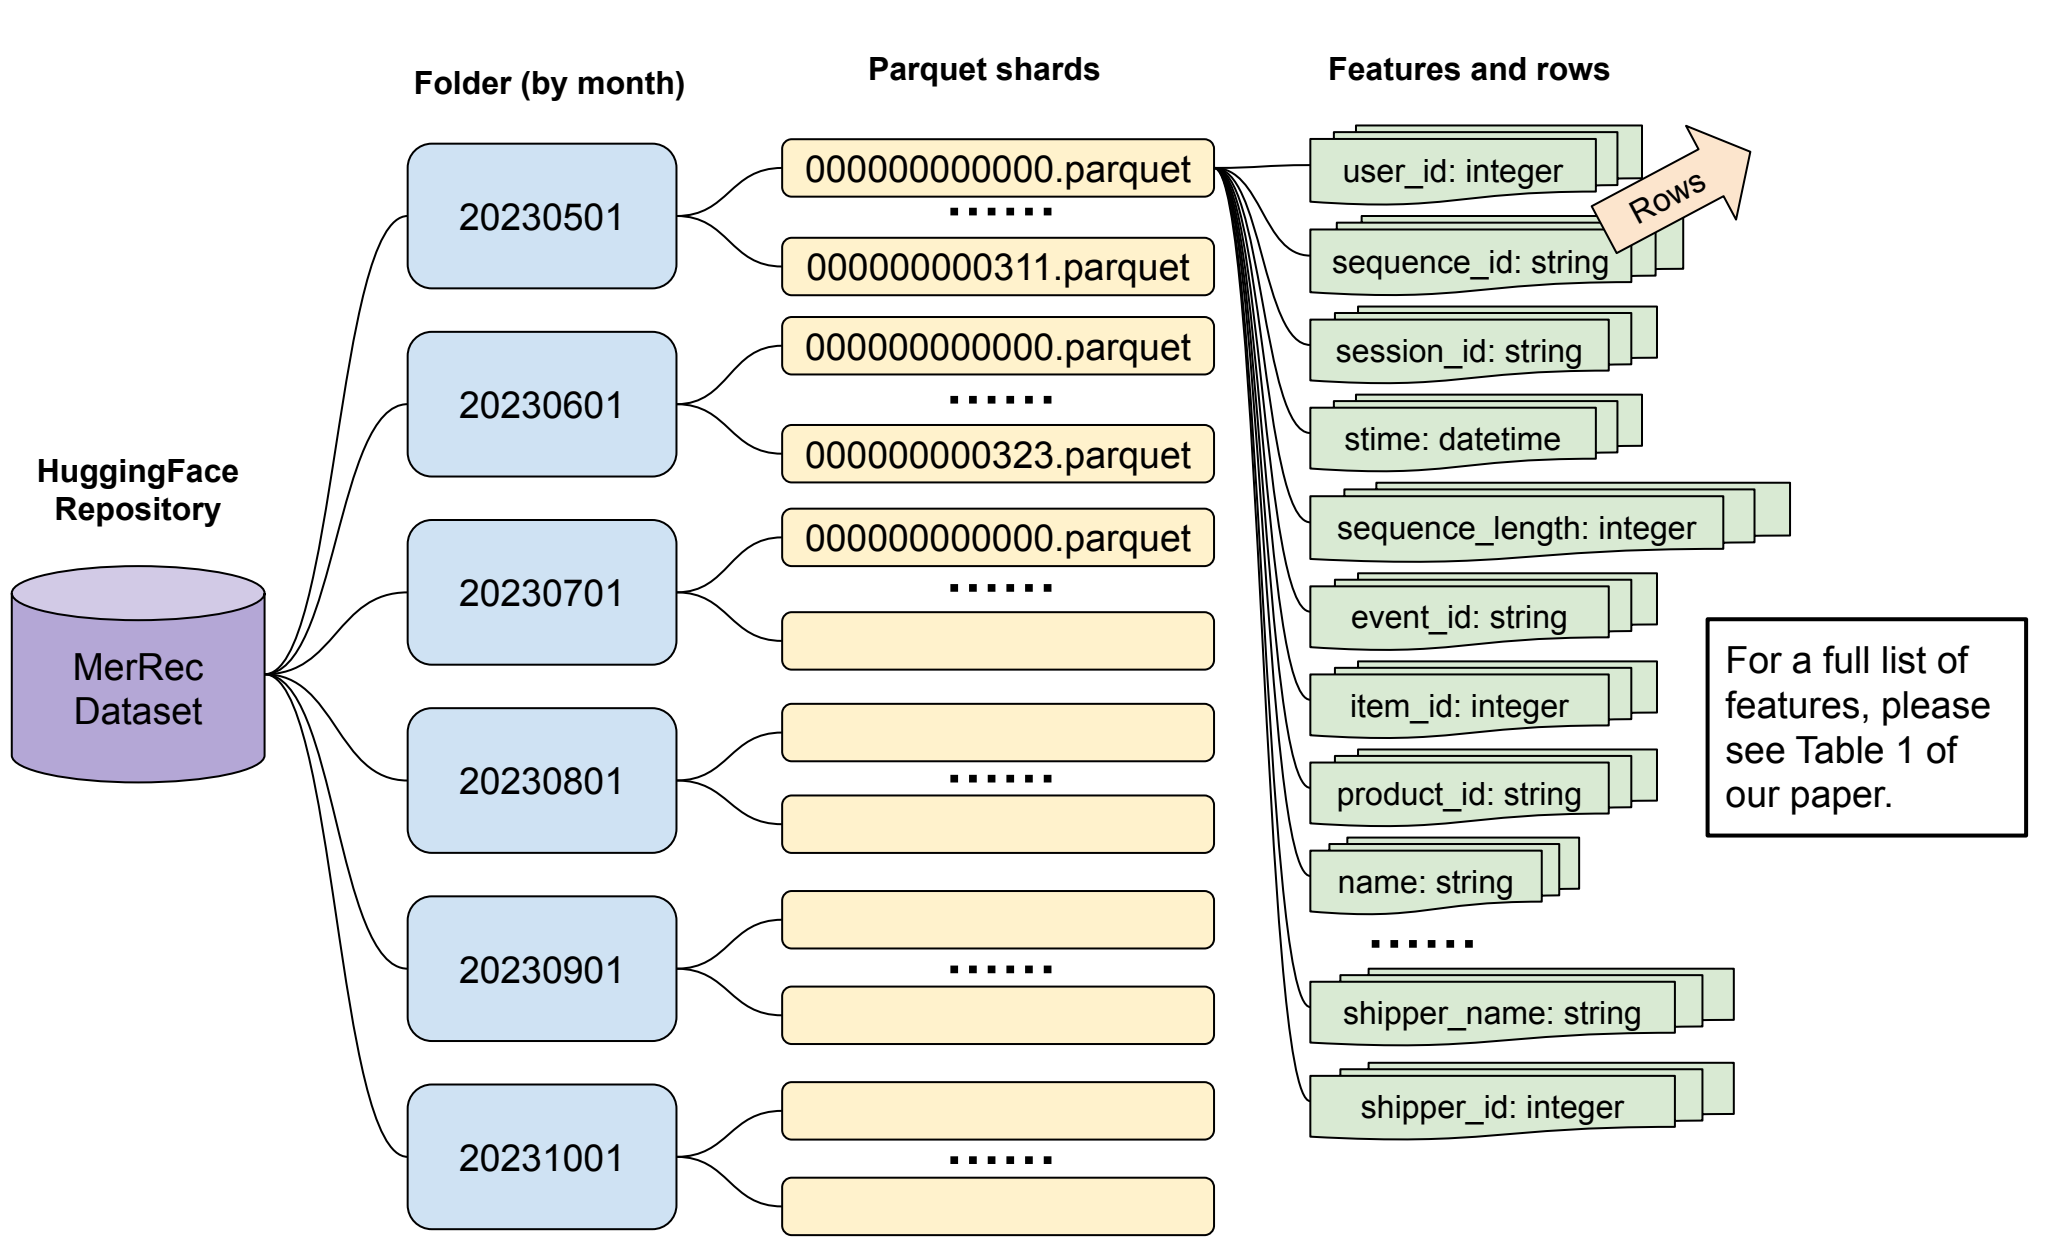 Folder (by month)
Parquet shards
Features and rows
HuggingFace
Repository
MerRec
Dataset
20230501
20230601
20230701
20230801
20230901
20231001
000000000000.parquet
......
000000000311.parquet
000000000000.parquet
......
000000000323.parquet
000000000000.parquet
......
......
......
......
user_id: integer
Rows
sequence_id: string
session_id: string
stime: datetime
sequence_length: integer
event_id: string
item_id: integer
product_id: string
name: string
......
shipper_name: string
shipper_id: integer
For a full list of
features, please
see Table 1 of
our paper.